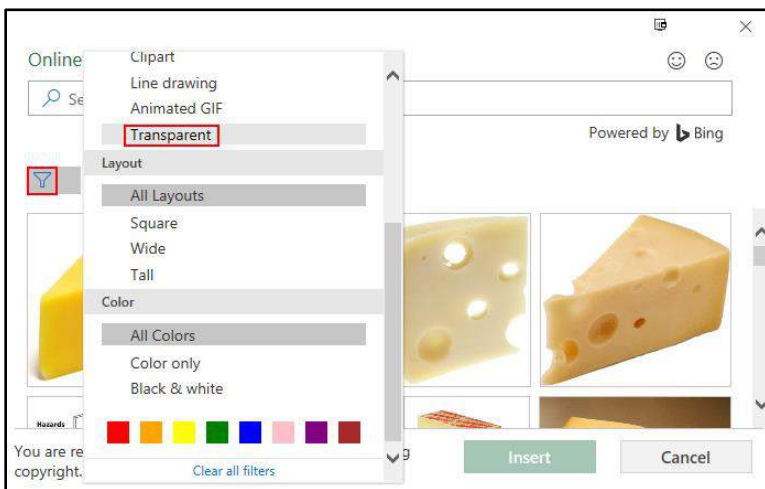 Online
Clipart
Line drawing
Animated GIF
Transparent
Powered by Bing
Layout
All Layouts
Square
Wide
Tall
Color
All Colors
Color only
Black & white
Hazards
You are re
copyright.
Clear all filters
g
Insert
Cancel